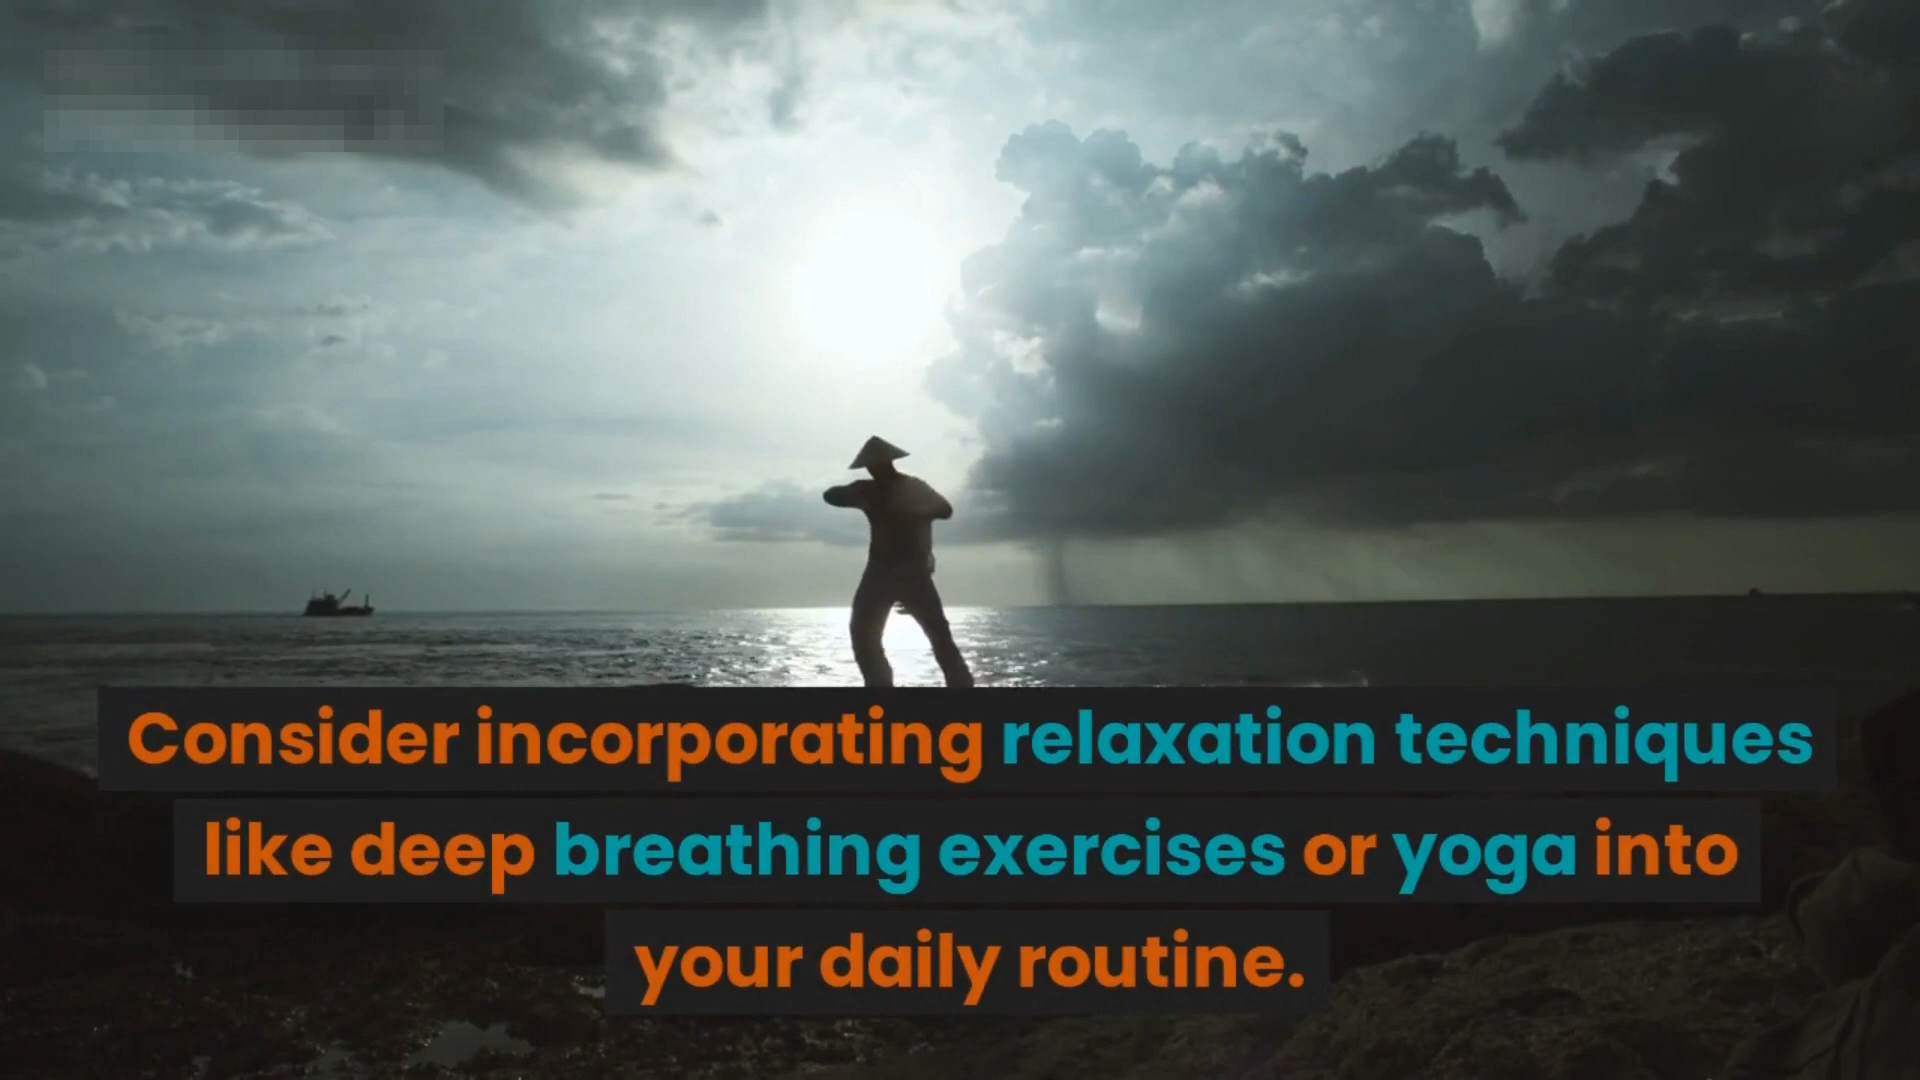 Consider incorporating relaxation techniques
like deep breathing exercises or yoga into
your daily routine.